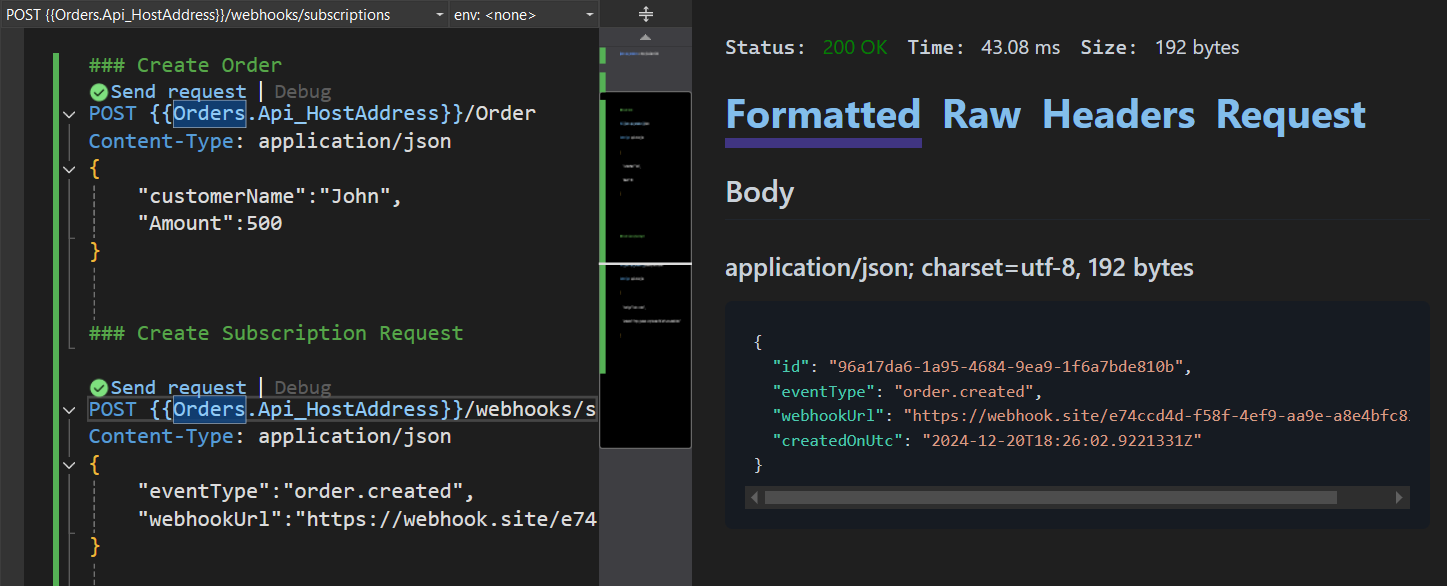 POST {{Orders.Api_HostAddress}}/webhooks/subscriptions
env: <none>
### Create Order
Send request | Debug
POST {{Orders.Api_HostAddress}}/Order
Content-Type: application/json
{
"customerName":"John",
"Amount":500
}
### Create Subscription Request
Send request | Debug
POST {{Orders.Api_HostAddress}}/webhooks/s
Content-Type: application/json
{
"eventType":"order.created",
"webhookUrl":"https://webhook.site/e74
}
Status: 200 OK Time: 43.08 ms Size: 192 bytes
Formatted Raw Headers Request
Body
application/json; charset=utf-8, 192 bytes
{
"id": "96a17da6-1a95-4684-9ea9-1f6a7bde810b",
"eventType": "order.created",
"webhookUrl": "https://webhook.site/e74ccd4d-f58f-4ef9-aa9e-a8e4bfc8
"createdOnUtc": "2024-12-20T18:26:02.9221331Z"
}